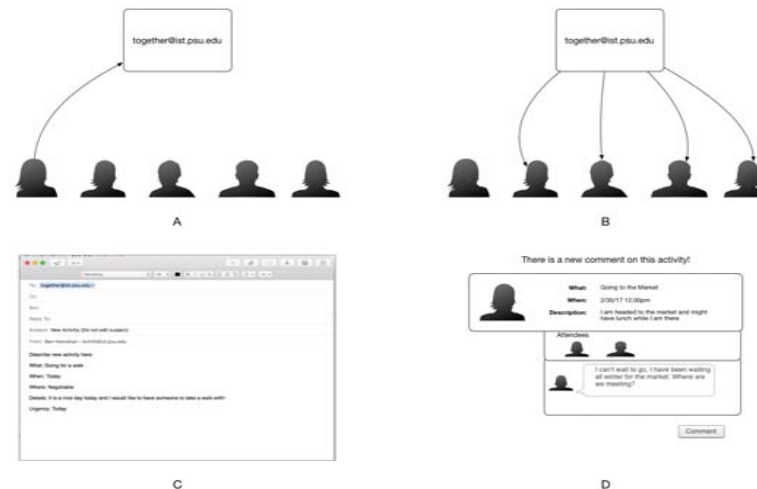 together@ist.psu.edu
together@ist.psu.edu
A
B
To: together@ist.psu.edu
Cc:
Bcc:
Reply To:
Subject: New Activity (Do not edit subject)
Describe new activity here:
What: Going for a walk
When: Today
Where: Negotiable
Details: It is a nice day today and I would like to have someone to take a walk with!
Urgency: Today
C
There is a new comment on this activity!
What: Going to the Market
When: 2/30/17 12:00pm
Description: I am headed to the market and might
have lunch while I am there
Attendees
I can't wait to go, I have been waiting
all winter for the market. Where are
we meeting?
Comment
D